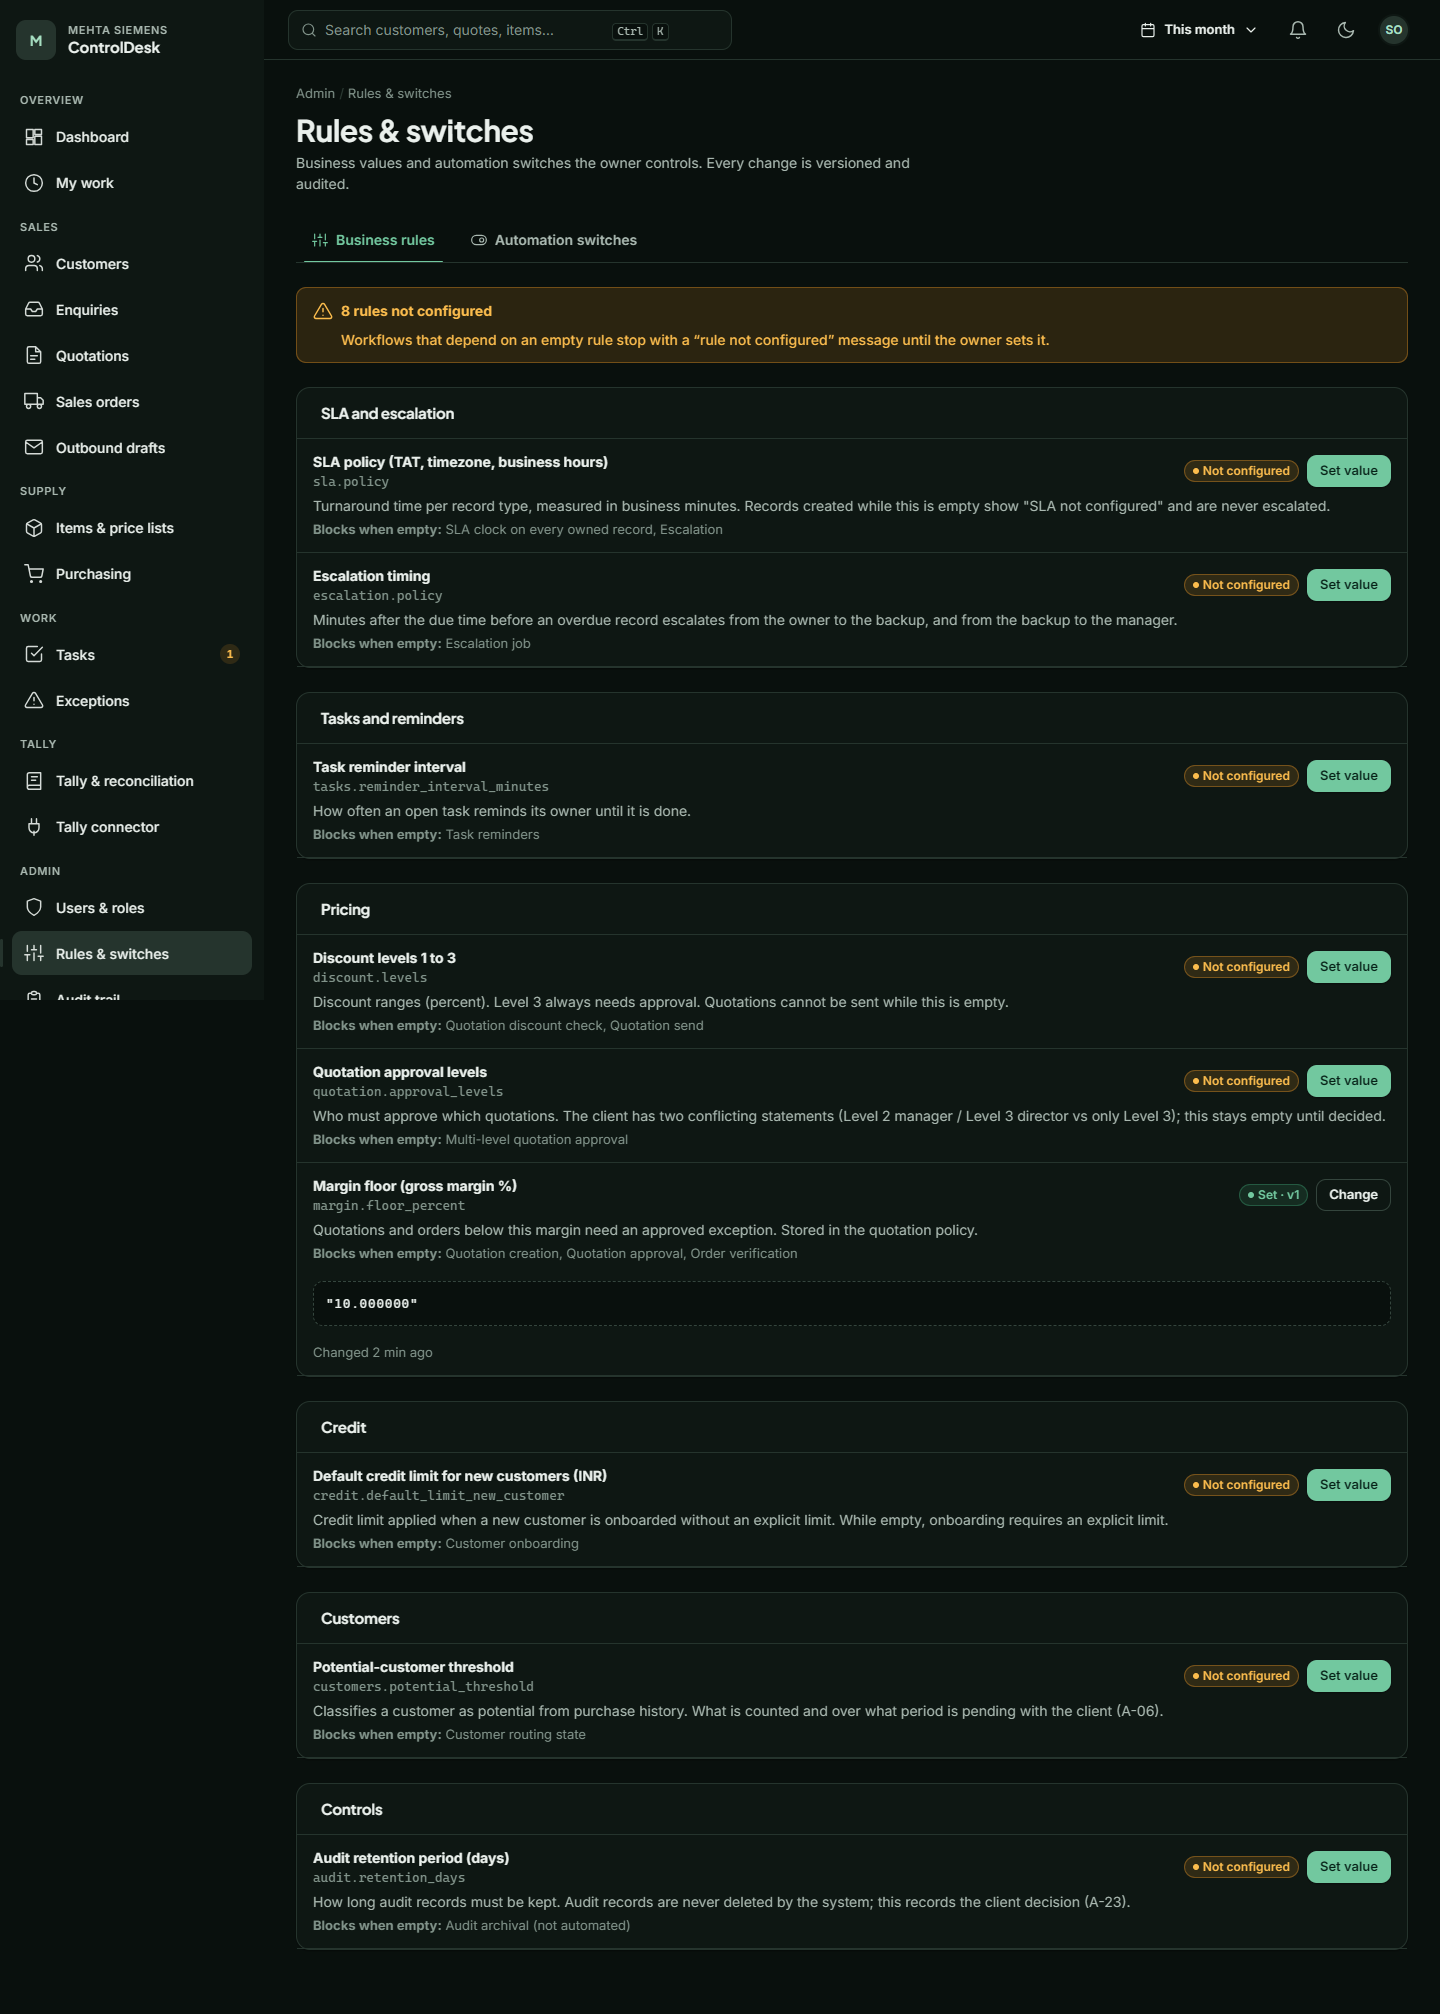 M
MEHTA SIEMENS
ControlDesk
OVERVIEW
Dashboard
My work
SALES
Customers
Enquiries
Quotations
Sales orders
Outbound drafts
SUPPLY
Items & price lists
Purchasing
WORK
Tasks
1
Exceptions
TALLY
Tally & reconciliation
Tally connector
ADMIN
Users & roles
Rules & switches
Audit trail
Search customers, quotes, items...
Ctrl K
This month
SO
Admin / Rules & switches
Rules & switches
Business values and automation switches the owner controls. Every change is versioned and
audited.
Business rules
Automation switches
8 rules not configured
Workflows that depend on an empty rule stop with a “rule not configured” message until the owner sets it.
SLA and escalation
SLA policy (TAT, timezone, business hours)
Not configured
Set value
sla.policy
Turnaround time per record type, measured in business minutes. Records created while this is empty show "SLA not configured" and are never escalated.
Blocks when empty: SLA clock on every owned record, Escalation
Escalation timing
Not configured
Set value
escalation.policy
Minutes after the due time before an overdue record escalates from the owner to the backup, and from the backup to the manager.
Blocks when empty: Escalation job
Tasks and reminders
Task reminder interval
Not configured
Set value
tasks.reminder_interval_minutes
How often an open task reminds its owner until it is done.
Blocks when empty: Task reminders
Pricing
Discount levels 1 to 3
Not configured
Set value
discount.levels
Discount ranges (percent). Level 3 always needs approval. Quotations cannot be sent while this is empty.
Blocks when empty: Quotation discount check, Quotation send
Quotation approval levels
Not configured
Set value
quotation.approval_levels
Who must approve which quotations. The client has two conflicting statements (Level 2 manager / Level 3 director vs only Level 3); this stays empty until decided.
Blocks when empty: Multi-level quotation approval
Margin floor (gross margin %)
Set · v1
Change
margin.floor_percent
Quotations and orders below this margin need an approved exception. Stored in the quotation policy.
Blocks when empty: Quotation creation, Quotation approval, Order verification
"10.000000"
Changed 2 min ago
Credit
Default credit limit for new customers (INR)
Not configured
Set value
credit.default_limit_new_customer
Credit limit applied when a new customer is onboarded without an explicit limit. While empty, onboarding requires an explicit limit.
Blocks when empty: Customer onboarding
Customers
Potential-customer threshold
Not configured
Set value
customers.potential_threshold
Classifies a customer as potential from purchase history. What is counted and over what period is pending with the client (A-06).
Blocks when empty: Customer routing state
Controls
Audit retention period (days)
Not configured
Set value
audit.retention_days
How long audit records must be kept. Audit records are never deleted by the system; this records the client decision (A-23).
Blocks when empty: Audit archival (not automated)